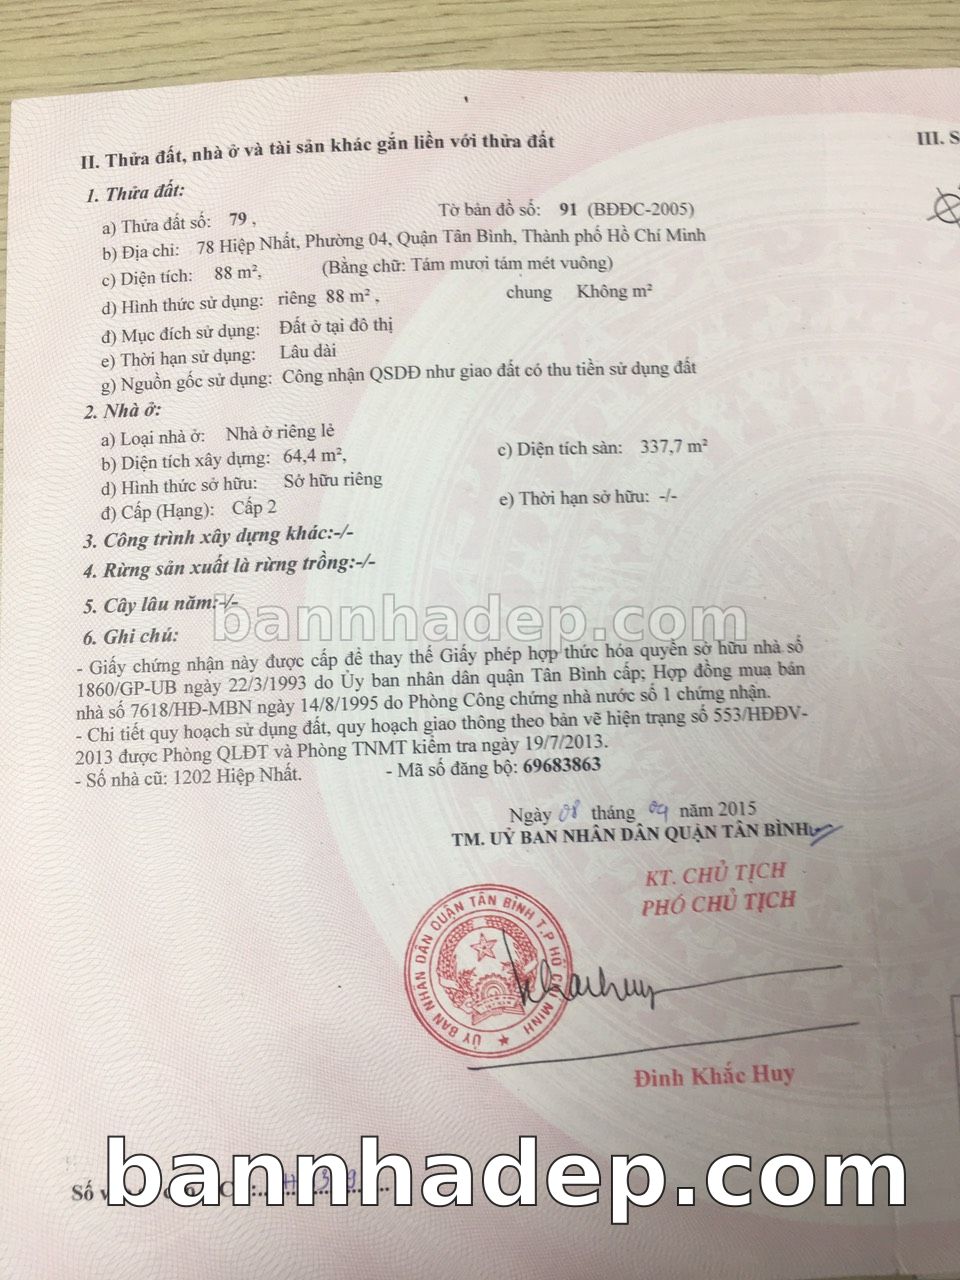 II. Thửa đất, nhà ở và tài sản khác gắn liền với thửa đất
III. S
1. Thửa đất:
a) Thửa đất số: 79 , Tờ bản đồ số: 91 (BĐĐC-2005)
b) Địa chỉ: 78 Hiệp Nhất, Phường 04, Quận Tân Bình, Thành phố Hồ Chí Minh
c) Diện tích: 88 m², (Bằng chữ: Tám mươi tám mét vuông)
d) Hình thức sử dụng: riêng 88 m² , chung Không m²
đ) Mục đích sử dụng: Đất ở tại đô thị
e) Thời hạn sử dụng: Lâu dài
g) Nguồn gốc sử dụng: Công nhận QSDĐ như giao đất có thu tiền sử dụng đất
2. Nhà ở:
a) Loại nhà ở: Nhà ở riêng lẻ
b) Diện tích xây dựng: 64,4 m², c) Diện tích sàn: 337,7 m²
d) Hình thức sở hữu: Sở hữu riêng
đ) Cấp (Hạng): Cấp 2 e) Thời hạn sở hữu: -/-
3. Công trình xây dựng khác:-/-
4. Rừng sản xuất là rừng trồng:-/-
5. Cây lâu năm:-/-
bannhadep.com
6. Ghi chú:
- Giấy chứng nhận này được cấp để thay thế Giấy phép hợp thức hóa quyền sở hữu nhà số
1860/GP-UB ngày 22/3/1993 do Ủy ban nhân dân quận Tân Bình cấp; Hợp đồng mua bán
nhà số 7618/HĐ-MBN ngày 14/8/1995 do Phòng Công chứng nhà nước số 1 chứng nhận.
- Chi tiết quy hoạch sử dụng đất, quy hoạch giao thông theo bản vẽ hiện trạng số 553/HĐĐV-
2013 được Phòng QLĐT và Phòng TNMT kiểm tra ngày 19/7/2013.
- Số nhà cũ: 1202 Hiệp Nhất. - Mã số đăng bộ: 69683863
Ngày 08 tháng 04 năm 2015
TM. UỶ BAN NHÂN DÂN QUẬN TÂN BÌNH
KT. CHỦ TỊCH
PHÓ CHỦ TỊCH
ỦY BAN NHÂN DÂN QUẬN TÂN BÌNH T.P HỒ CHÍ MINH
Đinh Khắc Huy
Số
bannhadep.com